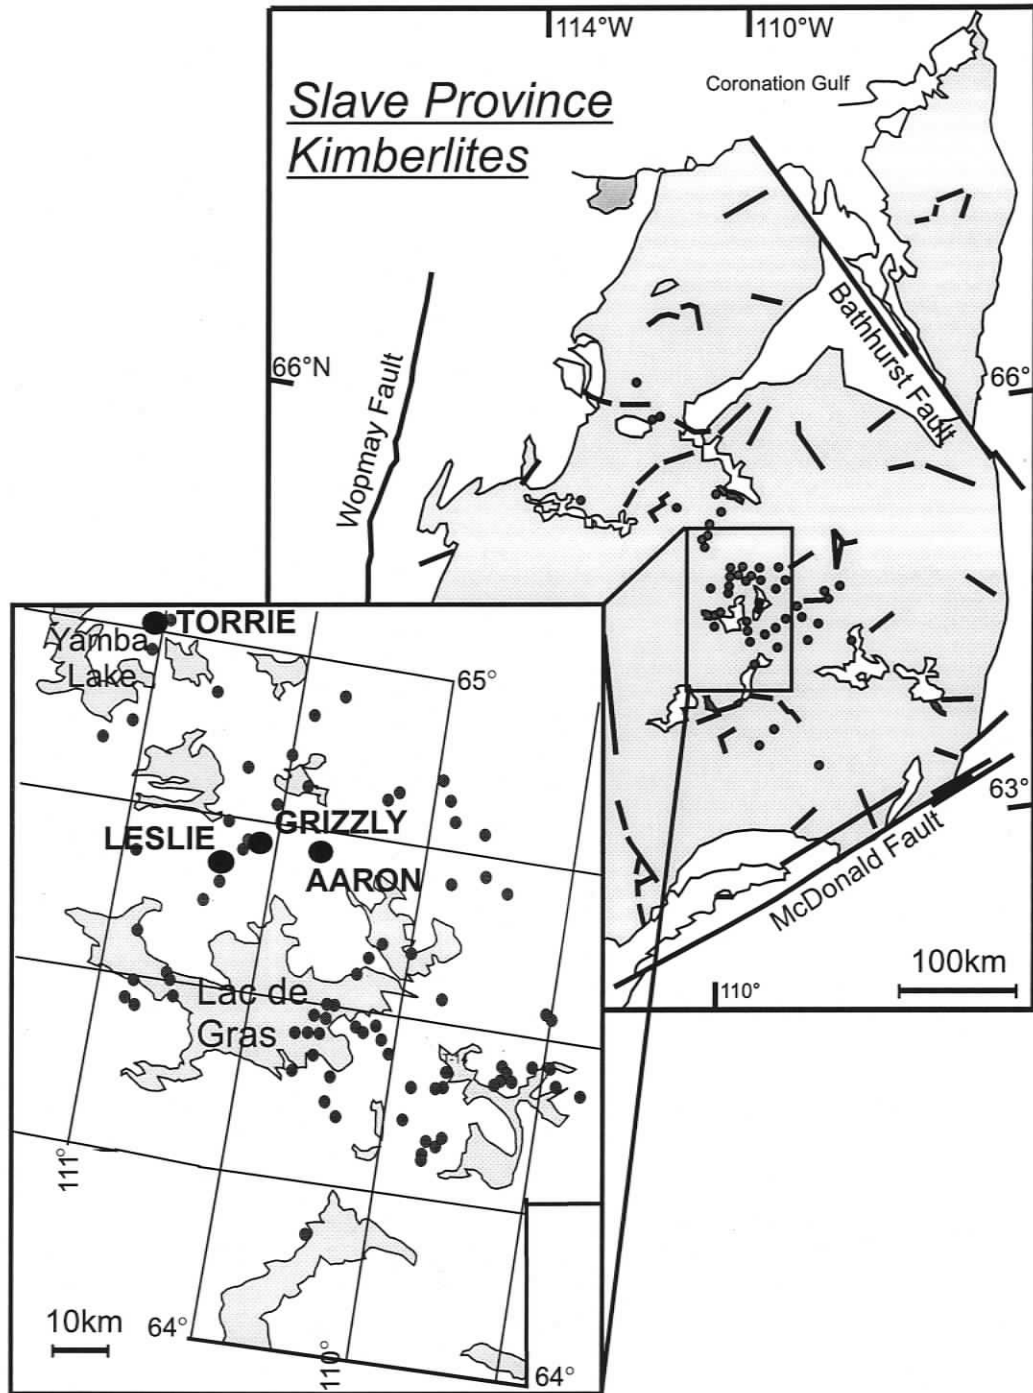 114°W
110°W
Coronation Gulf
Slave Province
Kimberlites
66°N
66°
Wopmay Fault
Bathhurst Fault
63°
McDonald Fault
110°
100km
TORRIE
Yamba
Lake
65°
GRIZZLY
LESLIE
AARON
Lac de
Gras
111°
10km
64°
110°
64°